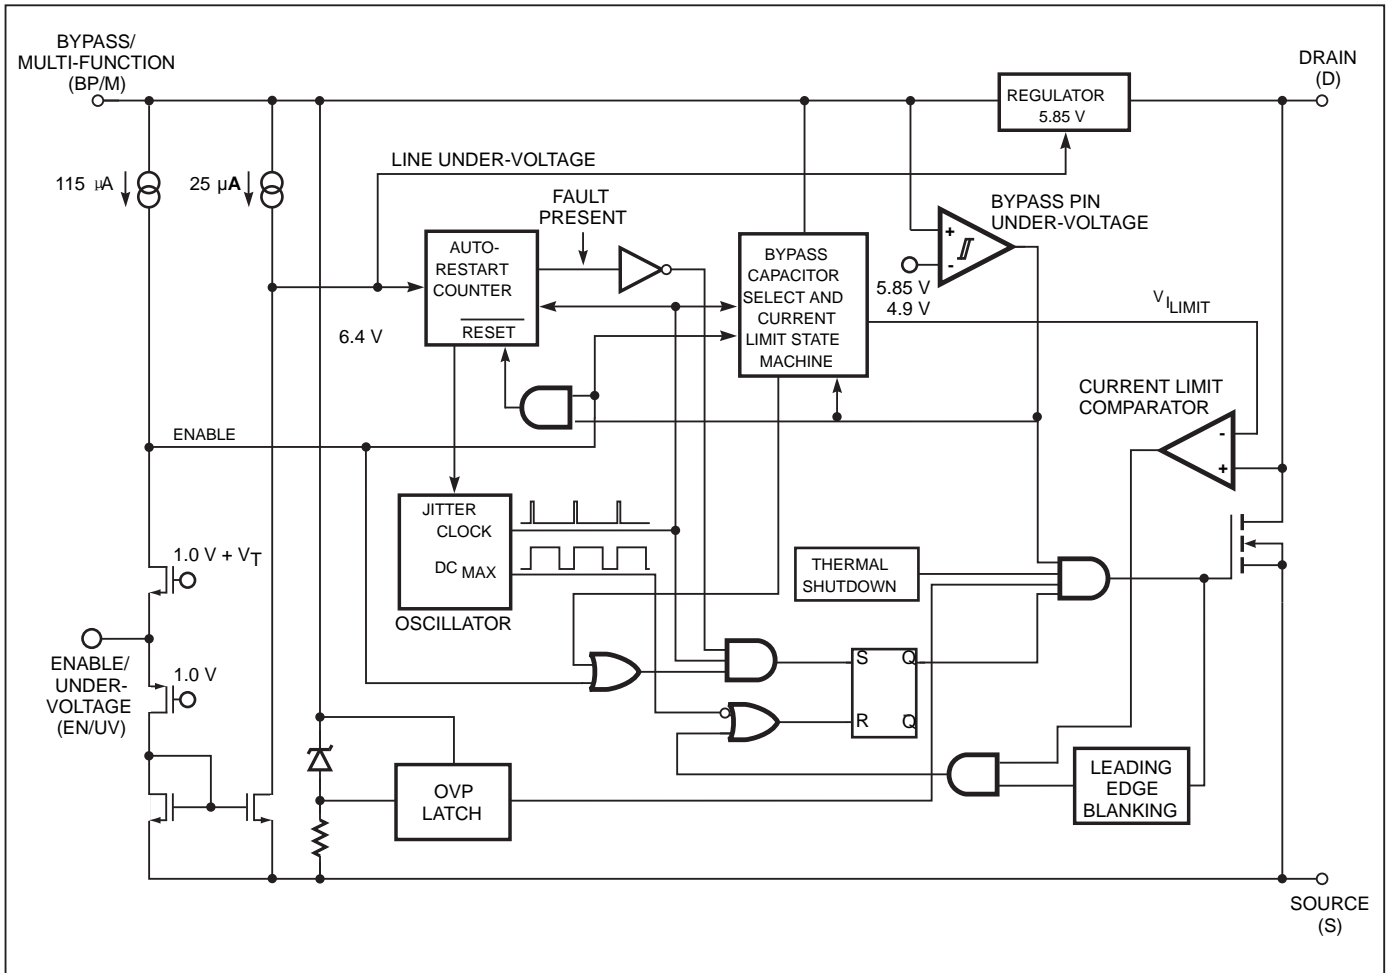 BYPASS/
MULTI-FUNCTION
(BP/M)
DRAIN
(D)
REGULATOR
5.85 V
LINE UNDER-VOLTAGE
115 µA
25 µA
FAULT
PRESENT
BYPASS PIN
UNDER-VOLTAGE
+
-
5.85 V
4.9 V
AUTO-
RESTART
COUNTER
RESET
6.4 V
BYPASS
CAPACITOR
SELECT AND
CURRENT
LIMIT STATE
MACHINE
VILIMIT
CURRENT LIMIT
COMPARATOR
-
+
ENABLE
JITTER
CLOCK
DCMAX
OSCILLATOR
1.0 V + VT
THERMAL
SHUTDOWN
ENABLE/
UNDER-
VOLTAGE
(EN/UV)
1.0 V
S Q
R Q
OVP
LATCH
LEADING
EDGE
BLANKING
SOURCE
(S)